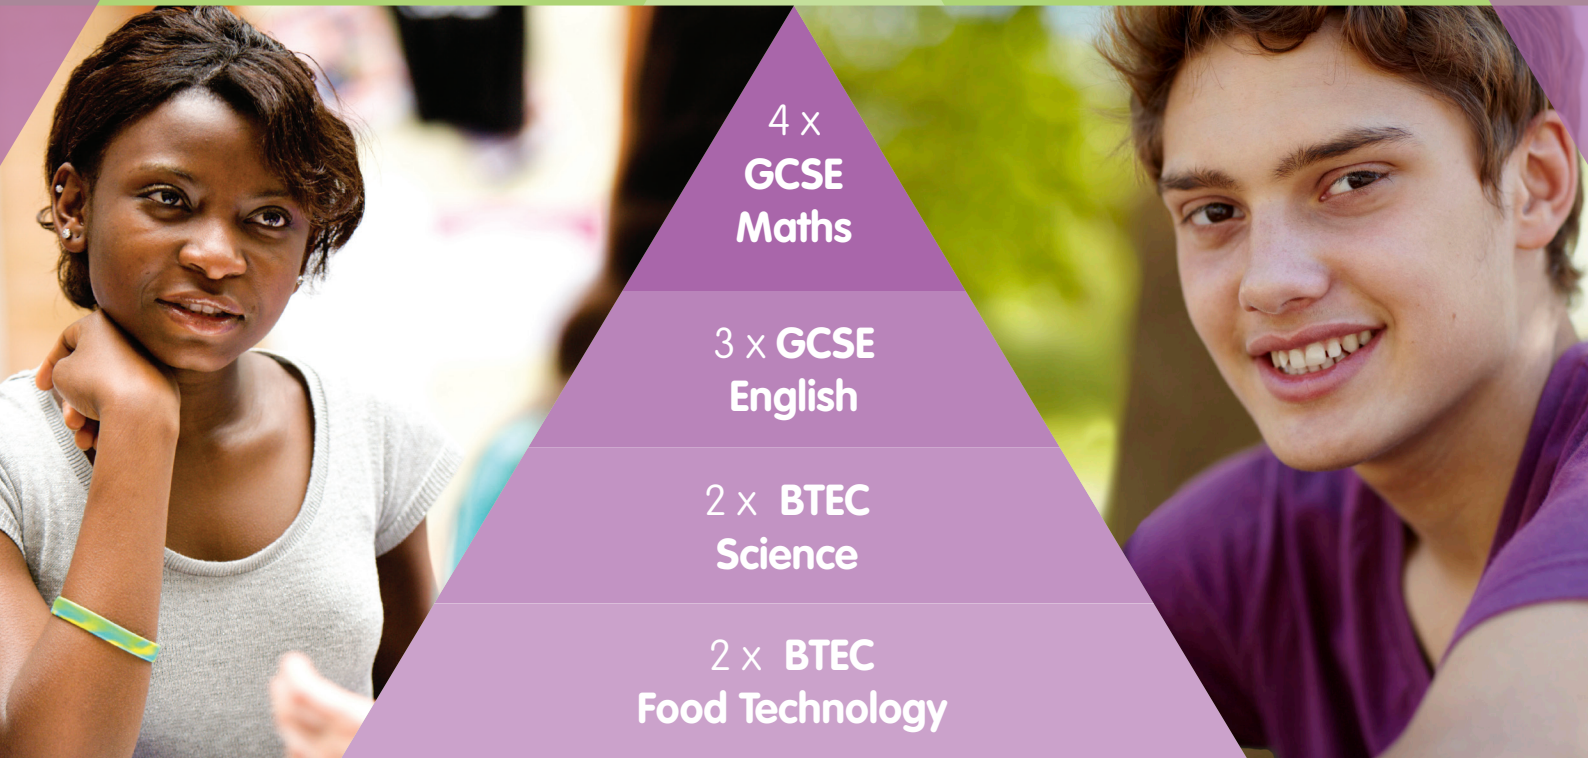 4 x
GCSE
Maths
3 x GCSE
English
2 x BTEC
Science
2 x BTEC
Food Technology